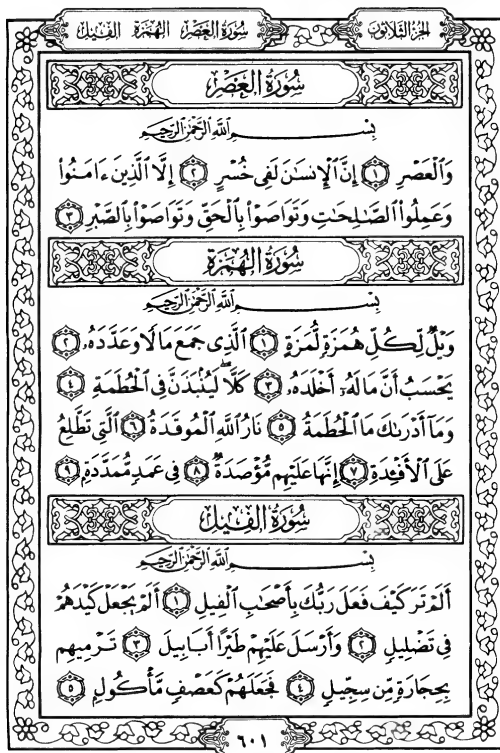 الجزء الثلاثون
سورة العصر الهمزة الفيل
سُورَةُ العَصْرِ
بِسْمِ ٱللَّهِ ٱلرَّحْمَٰنِ ٱلرَّحِيمِ
وَٱلْعَصْرِ ١ إِنَّ ٱلْإِنسَٰنَ لَفِى خُسْرٍ ٢ إِلَّا ٱلَّذِينَ ءَامَنُوا۟
وَعَمِلُوا۟ ٱلصَّٰلِحَٰتِ وَتَوَاصَوْا۟ بِٱلْحَقِّ وَتَوَاصَوْا۟ بِٱلصَّبْرِ ٣
سُورَةُ الهُمَزَةِ
بِسْمِ ٱللَّهِ ٱلرَّحْمَٰنِ ٱلرَّحِيمِ
وَيْلٌ لِّكُلِّ هُمَزَةٍ لُّمَزَةٍ ١ ٱلَّذِى جَمَعَ مَالًا وَعَدَّدَهُۥ ٢
يَحْسَبُ أَنَّ مَالَهُۥٓ أَخْلَدَهُۥ ٣ كَلَّا ۖ لَيُنۢبَذَنَّ فِى ٱلْحُطَمَةِ ٤
وَمَآ أَدْرَىٰكَ مَا ٱلْحُطَمَةُ ٥ نَارُ ٱللَّهِ ٱلْمُوقَدَةُ ٦ ٱلَّتِى تَطَّلِعُ
عَلَى ٱلْأَفْـِٔدَةِ ٧ إِنَّهَا عَلَيْهِم مُّؤْصَدَةٌ ٨ فِى عَمَدٍ مُّمَدَّدَةٍۭ ٩
سُورَةُ الفِيلِ
بِسْمِ ٱللَّهِ ٱلرَّحْمَٰنِ ٱلرَّحِيمِ
أَلَمْ تَرَ كَيْفَ فَعَلَ رَبُّكَ بِأَصْحَٰبِ ٱلْفِيلِ ١ أَلَمْ يَجْعَلْ كَيْدَهُمْ
فِى تَضْلِيلٍ ٢ وَأَرْسَلَ عَلَيْهِمْ طَيْرًا أَبَابِيلَ ٣ تَرْمِيهِم
بِحِجَارَةٍ مِّن سِجِّيلٍ ٤ فَجَعَلَهُمْ كَعَصْفٍ مَّأْكُولٍۭ ٥
٦٠١